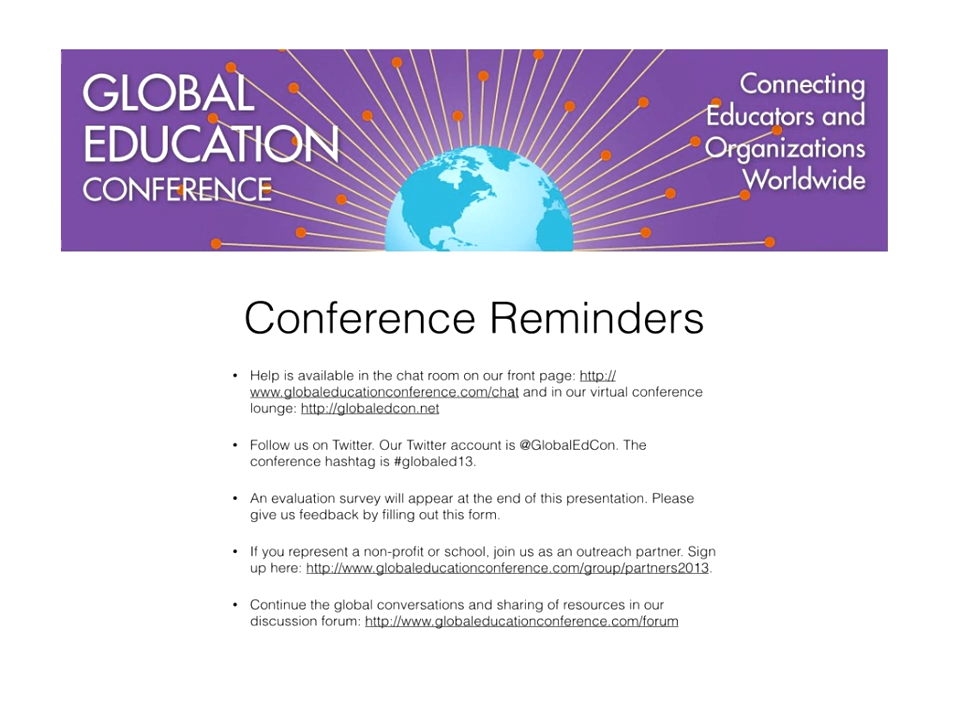 GLOBAL
EDUCATION
CONFERENCE
Connecting
Educators and
Organizations
Worldwide
Conference Reminders
• Help is available in the chat room on our front page: http://
www.globaleducationconference.com/chat and in our virtual conference
lounge: http://globaledcon.net
• Follow us on Twitter. Our Twitter account is @GlobalEdCon. The
conference hashtag is #globaled13.
• An evaluation survey will appear at the end of this presentation. Please
give us feedback by filling out this form.
• If you represent a non-profit or school, join us as an outreach partner. Sign
up here: http://www.globaleducationconference.com/group/partners2013.
• Continue the global conversations and sharing of resources in our
discussion forum: http://www.globaleducationconference.com/forum